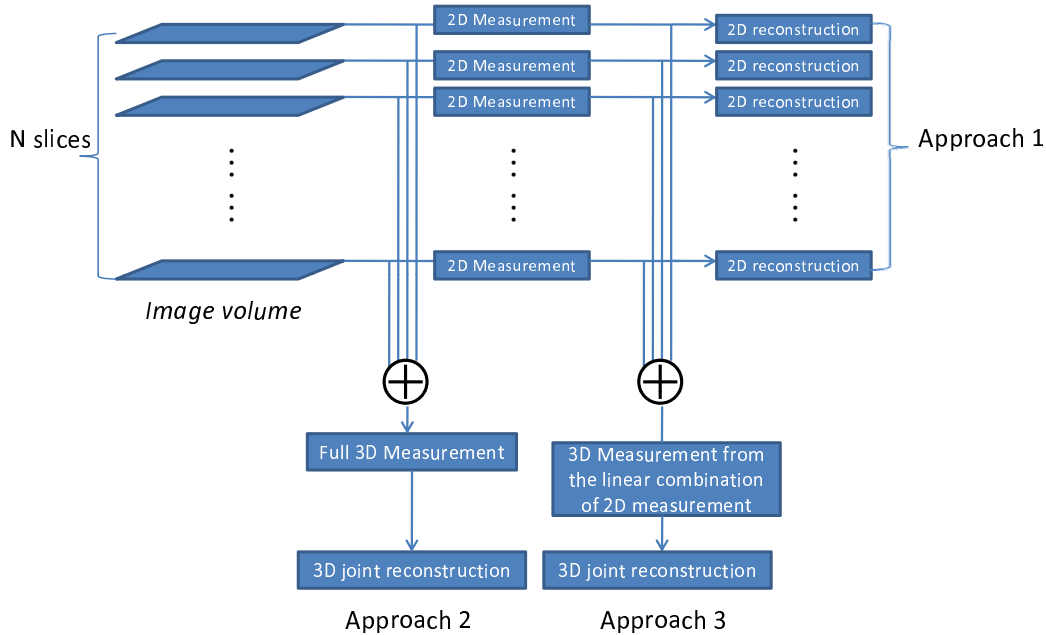 2D Measurement
2D reconstruction
2D Measurement
2D reconstruction
2D Measurement
2D reconstruction
N slices
Approach 1
2D Measurement
2D reconstruction
Image volume
Full 3D Measurement
3D Measurement from
the linear combination
of 2D measurement
3D joint reconstruction
3D joint reconstruction
Approach 2
Approach 3